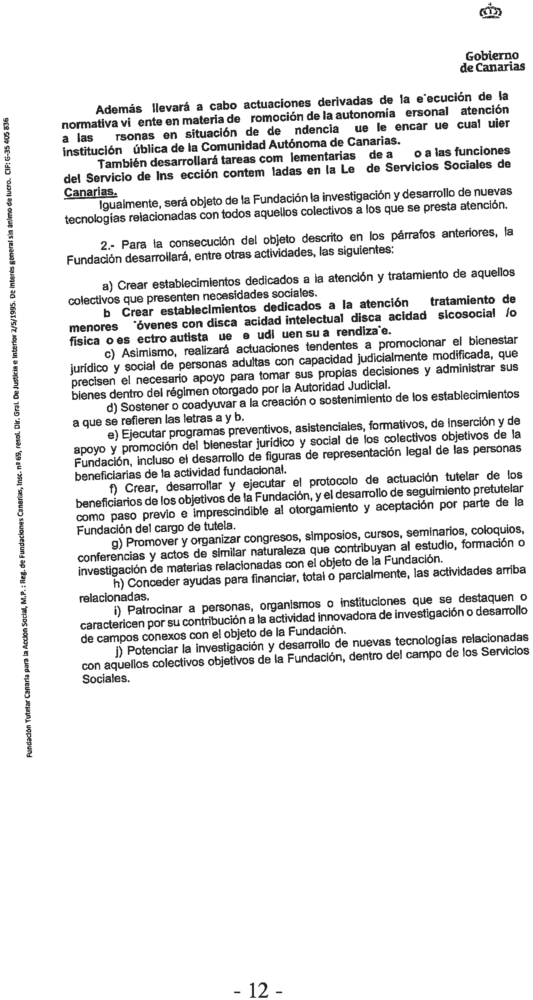 Gobierno
de Canarias
Además llevará a cabo actuaciones derivadas de la e ecución de la
normativa vi ente en materia de romoción de la autonomía ersonal atención
a las rsonas en situación de de ndencia ue le encar ue cual uier
institución ública de la Comunidad Autónoma de Canarias.
También desarrollará tareas com lementarias de a o a las funciones
del Servicio de Ins ección contem ladas en la Le de Servicios Sociales de
Canarias.
Igualmente, será objeto de la Fundación la investigación y desarrollo de nuevas
tecnologías relacionadas con todos aquellos colectivos a los que se presta atención.
2.- Para la consecución del objeto descrito en los párrafos anteriores, la
Fundación desarrollará, entre otras actividades, las siguientes:
a) Crear establecimientos dedicados a la atención y tratamiento de aquellos
colectivos que presenten necesidades sociales.
b Crear establecimientos dedicados a la atención tratamiento de
menores óvenes con disca acidad intelectual disca acidad sicosocial /o
física o es ectro autista ue e udi uen su a rendiza e.
c) Asimismo, realizará actuaciones tendentes a promocionar el bienestar
jurídico y social de personas adultas con capacidad judicialmente modificada, que
precisen el necesario apoyo para tomar sus propias decisiones y administrar sus
bienes dentro del régimen otorgado por la Autoridad Judicial.
d) Sostener o coadyuvar a la creación o sostenimiento de los establecimientos
a que se refieren las letras a y b.
e) Ejecutar programas preventivos, asistenciales, formativos, de inserción y de
apoyo y promoción del bienestar jurídico y social de los colectivos objetivos de la
Fundación, incluso el desarrollo de figuras de representación legal de las personas
beneficiarias de la actividad fundacional.
f) Crear, desarrollar y ejecutar el protocolo de actuación tutelar de los
beneficiarios de los objetivos de la Fundación, y el desarrollo de seguimiento pretutelar
como paso previo e imprescindible al otorgamiento y aceptación por parte de la
Fundación del cargo de tutela.
g) Promover y organizar congresos, simposios, cursos, seminarios, coloquios,
conferencias y actos de similar naturaleza que contribuyan al estudio, formación o
investigación de materias relacionadas con el objeto de la Fundación.
h) Conceder ayudas para financiar, total o parcialmente, las actividades arriba
relacionadas.
i) Patrocinar a personas, organismos o instituciones que se destaquen o
caractericen por su contribución a la actividad innovadora de investigación o desarrollo
de campos conexos con el objeto de la Fundación.
j) Potenciar la investigación y desarrollo de nuevas tecnologías relacionadas
con aquellos colectivos objetivos de la Fundación, dentro del campo de los Servicios
Sociales.
Fundación Tutelar Canaria para la Acción Social, M.P. : Reg. de Fundaciones Canarias, Insc. nº 69, resol. Dir. Gral. De Justicia e Interior 2/5/1995. De interés general sin ánimo de lucro. CIF: G-35 405 836
- 12 -